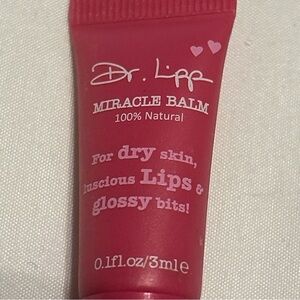 Dr. Lipp
MIRACLE BALM
100% Natural
For dry skin,
luscious Lips &
glossy bits!
0.1fl.oz/3ml e